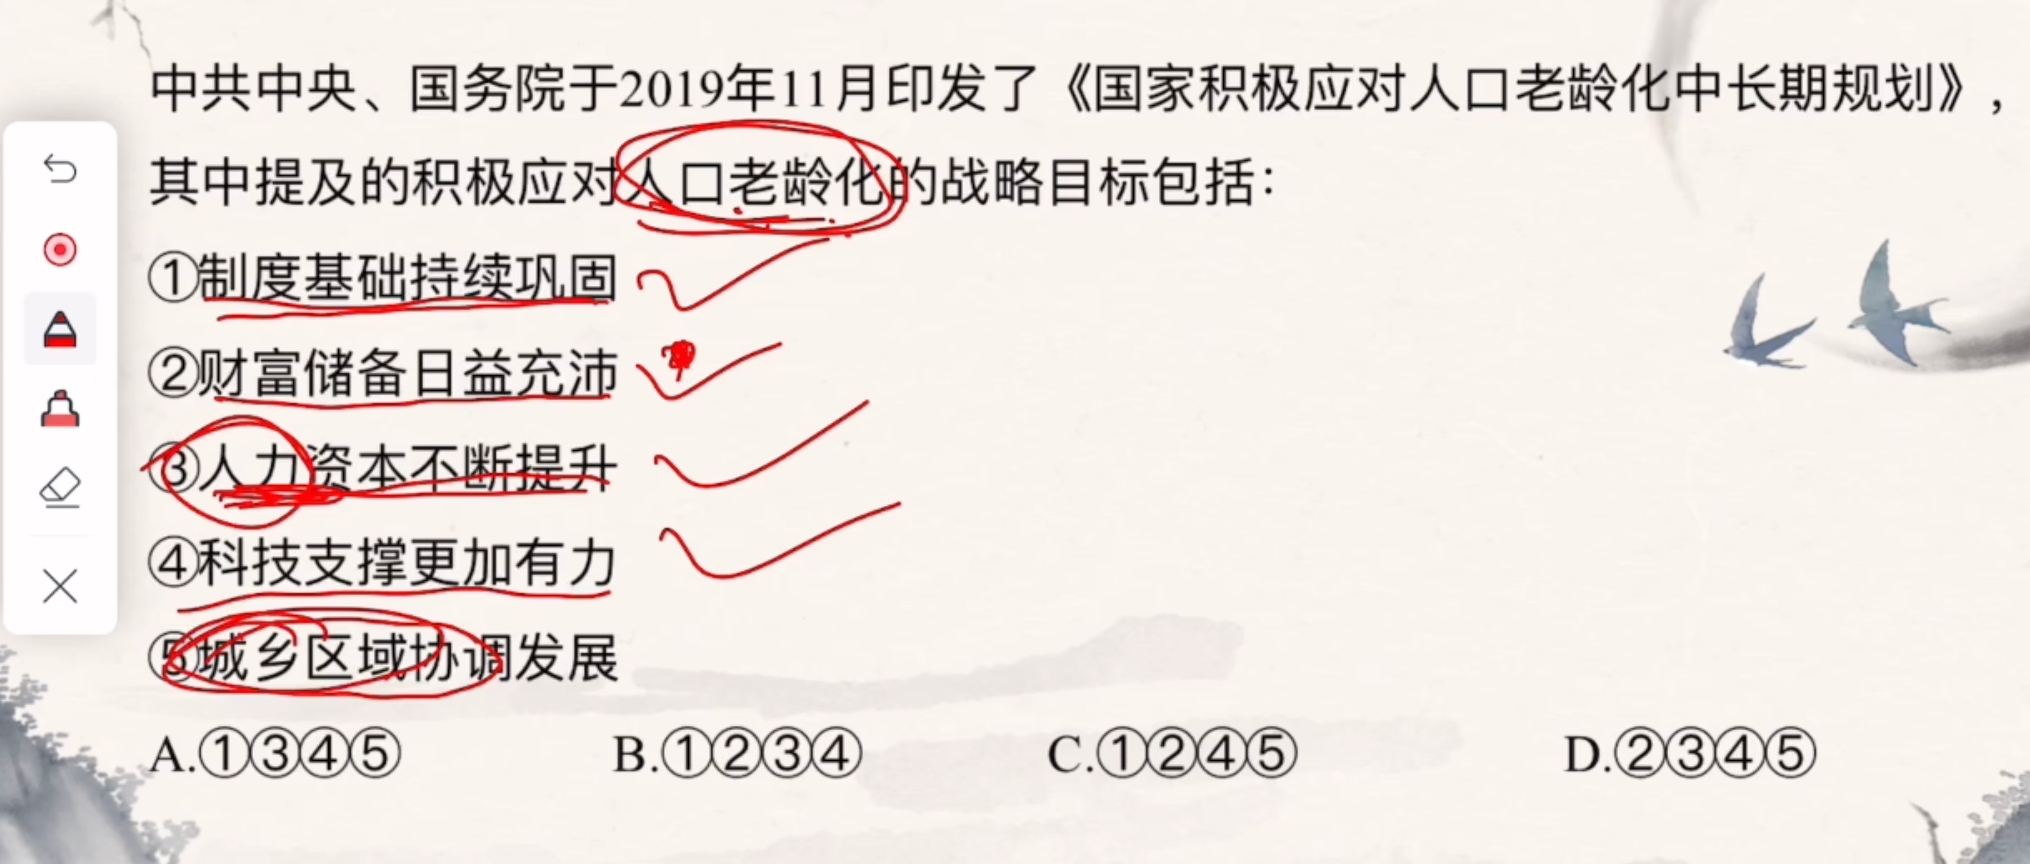 中共中央、国务院于2019年11月印发了《国家积极应对人口老龄化中长期规划》，
其中提及的积极应对人口老龄化的战略目标包括：
①制度基础持续巩固
②财富储备日益充沛
③人力资本不断提升
④科技支撑更加有力
⑤城乡区域协调发展
A.①③④⑤ B.①②③④ C.①②④⑤ D.②③④⑤